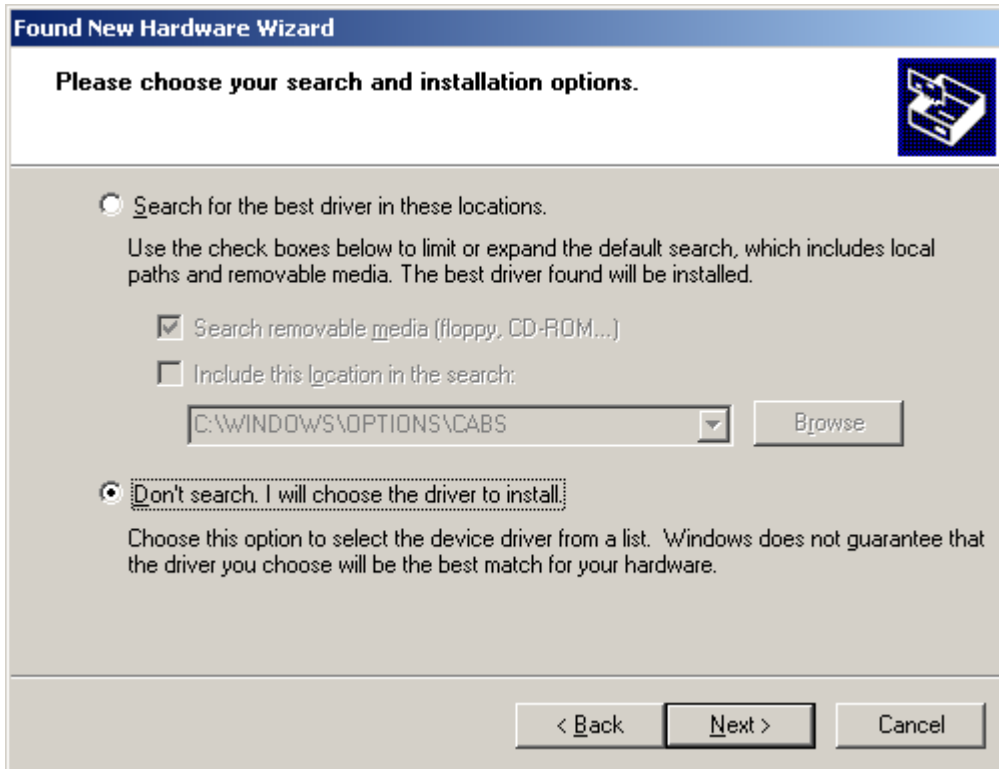 Found New Hardware Wizard
Please choose your search and installation options.
Search for the best driver in these locations.
Use the check boxes below to limit or expand the default search, which includes local
paths and removable media. The best driver found will be installed.
Search removable media (floppy, CD-ROM...)
Include this location in the search:
C:\WINDOWS\OPTIONS\CABS
Browse
Don't search. I will choose the driver to install.
Choose this option to select the device driver from a list.  Windows does not guarantee that
the driver you choose will be the best match for your hardware.
< Back
Next >
Cancel